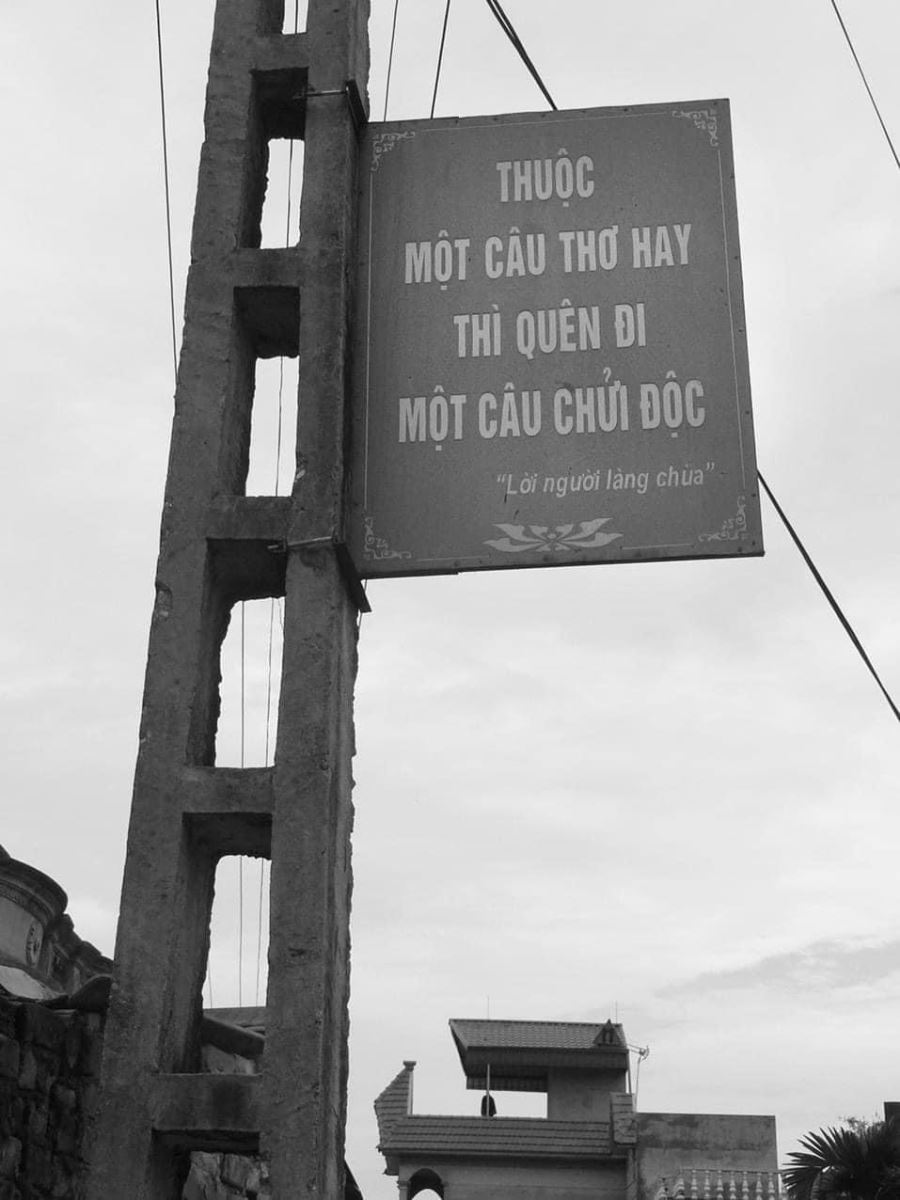 THUỘC
MỘT CÂU THƠ HAY
THÌ QUÊN ĐI
MỘT CÂU CHỬI ĐỘC
“Lời người làng chùa”